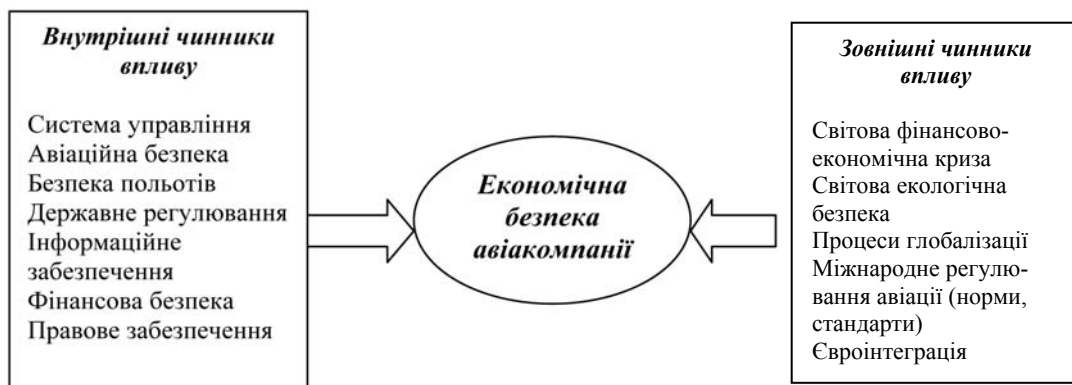 Внутрішні чинники
впливу
Система управління
Авіаційна безпека
Безпека польотів
Державне регулювання
Інформаційне
забезпечення
Фінансова безпека
Правове забезпечення
Економічна
безпека
авіакомпанії
Зовнішні чинники
впливу
Світова фінансово-
економічна криза
Світова екологічна
безпека
Процеси глобалізації
Міжнародне регулю-
вання авіації (норми,
стандарти)
Євроінтеграція